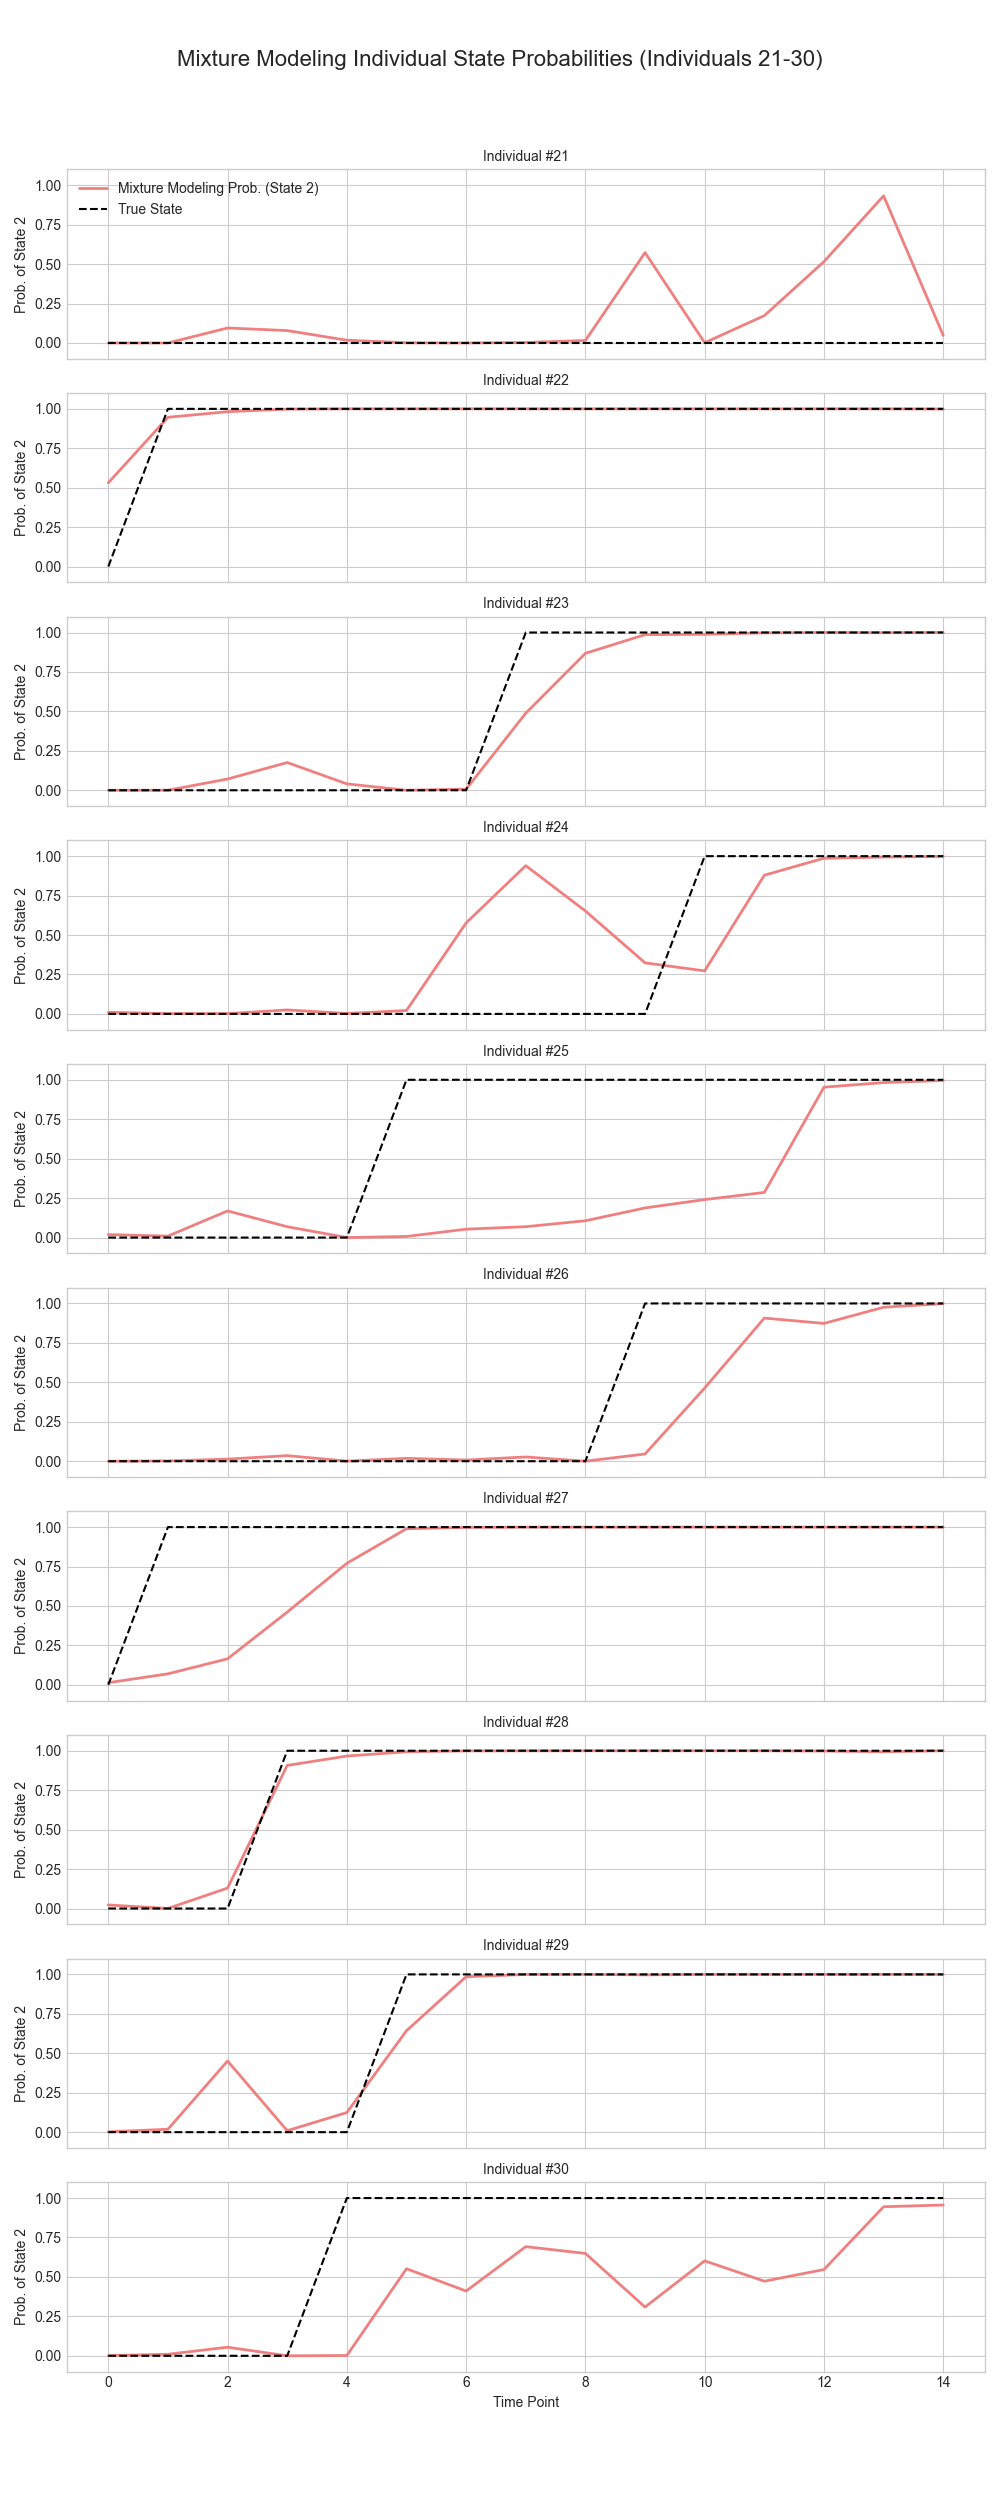 Mixture Modeling Individual State Probabilities (Individuals 21-30)
Individual #21
Mixture Modeling Prob. (State 2)
True State
Prob. of State 2
1.00
0.75
0.50
0.25
0.00
Individual #22
Prob. of State 2
1.00
0.75
0.50
0.25
0.00
Individual #23
Prob. of State 2
1.00
0.75
0.50
0.25
0.00
Individual #24
Prob. of State 2
1.00
0.75
0.50
0.25
0.00
Individual #25
Prob. of State 2
1.00
0.75
0.50
0.25
0.00
Individual #26
Prob. of State 2
1.00
0.75
0.50
0.25
0.00
Individual #27
Prob. of State 2
1.00
0.75
0.50
0.25
0.00
Individual #28
Prob. of State 2
1.00
0.75
0.50
0.25
0.00
Individual #29
Prob. of State 2
1.00
0.75
0.50
0.25
0.00
Individual #30
Prob. of State 2
1.00
0.75
0.50
0.25
0.00
0 2 4 6 8 10 12 14
Time Point